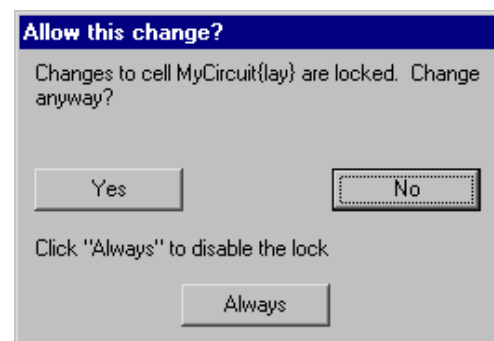 Allow this change?
Changes to cell MyCircuit{lay} are locked.  Change
anyway?
Yes
No
Click "Always" to disable the lock
Always